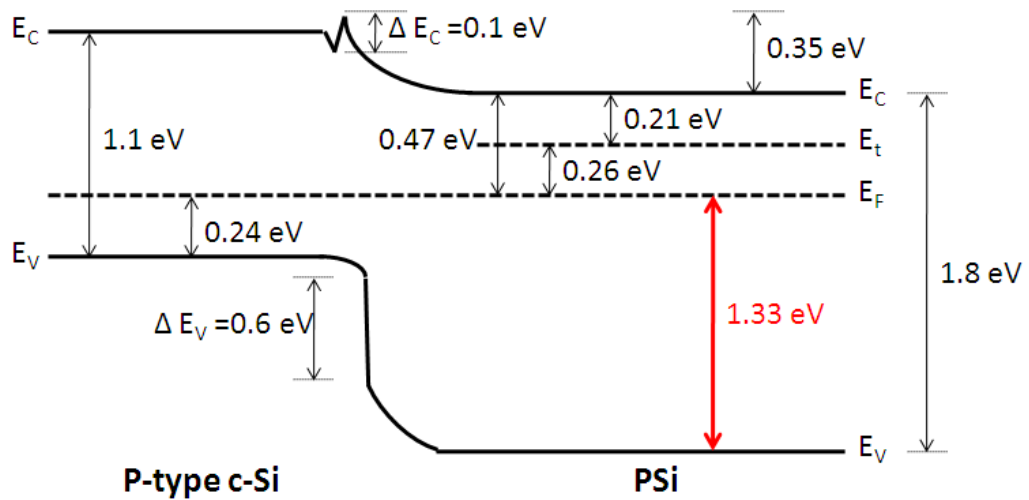 E_C
Δ E_C =0.1 eV
0.35 eV
E_C
0.21 eV
1.1 eV
0.47 eV
E_t
0.26 eV
E_F
0.24 eV
E_V
1.8 eV
Δ E_V =0.6 eV
1.33 eV
E_V
P-type c-Si
PSi